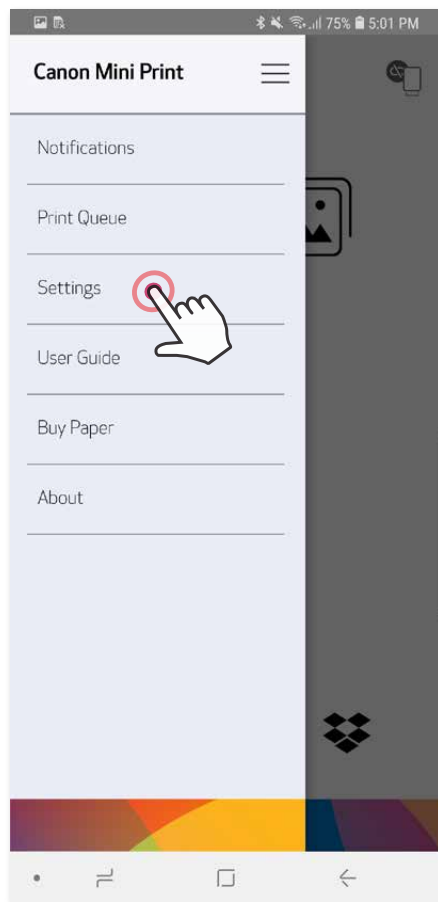 75% 5:01 PM
Canon Mini Print
Notifications
Print Queue
Settings
User Guide
Buy Paper
About